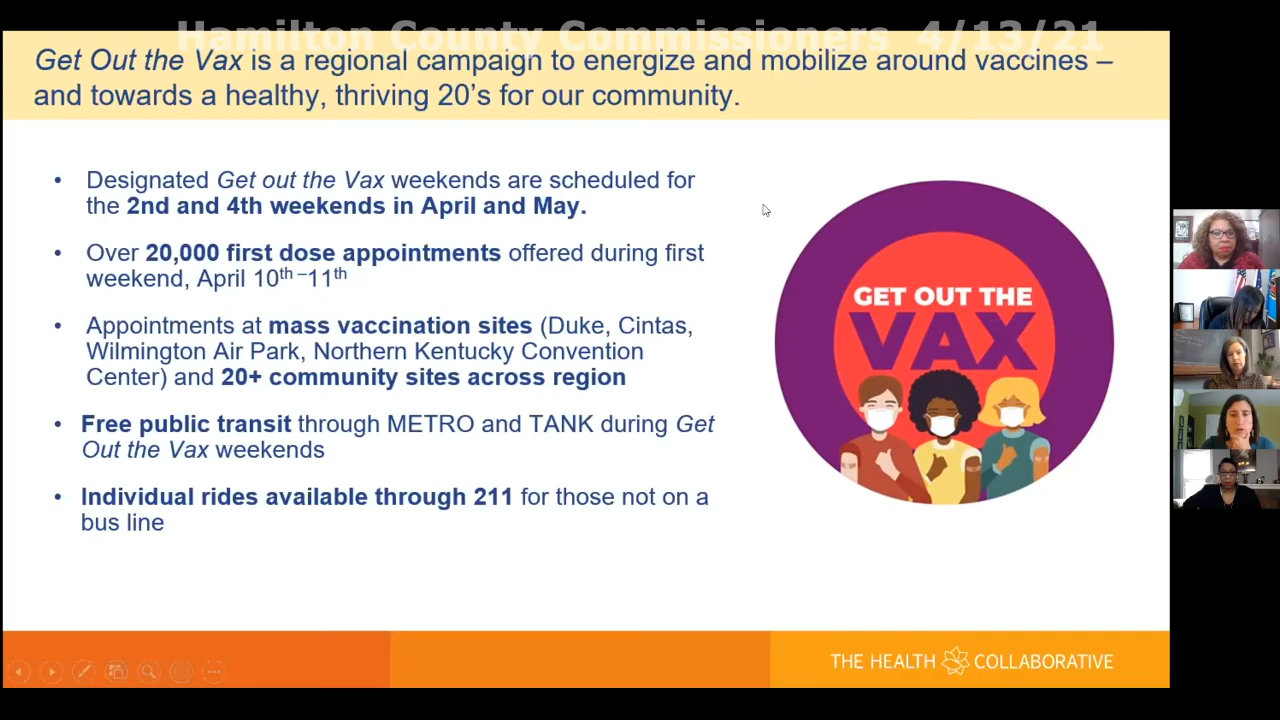 Hamilton County Commissioners 4/13/21
Get Out the Vax is a regional campaign to energize and mobilize around vaccines –
and towards a healthy, thriving 20's for our community.
• Designated Get out the Vax weekends are scheduled for
the 2nd and 4th weekends in April and May.
• Over 20,000 first dose appointments offered during first
weekend, April 10th –11th
• Appointments at mass vaccination sites (Duke, Cintas,
Wilmington Air Park, Northern Kentucky Convention
Center) and 20+ community sites across region
• Free public transit through METRO and TANK during Get
Out the Vax weekends
• Individual rides available through 211 for those not on a
bus line
GET OUT THE
VAX
THE HEALTH COLLABORATIVE